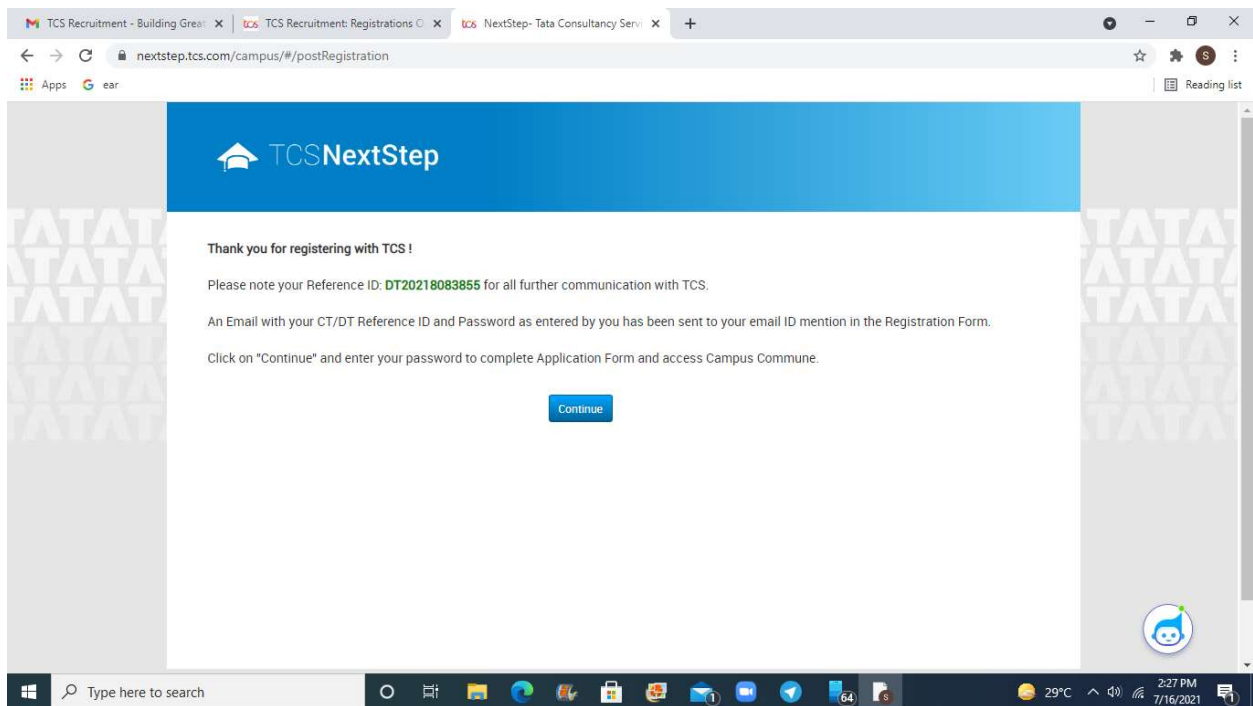 TCS Recruitment - Building Great
TCS Recruitment: Registrations O
tcs NextStep- Tata Consultancy Serv
nextstep.tcs.com/campus/#/postRegistration
S
Apps G ear
Reading list
TCSNextStep
Thank you for registering with TCS !
Please note your Reference ID: DT20218083855 for all further communication with TCS.
An Email with your CT/DT Reference ID and Password as entered by you has been sent to your email ID mention in the Registration Form.
Click on "Continue" and enter your password to complete Application Form and access Campus Commune.
Continue
Type here to search
1
64
S
29°C
2:27 PM
7/16/2021
1